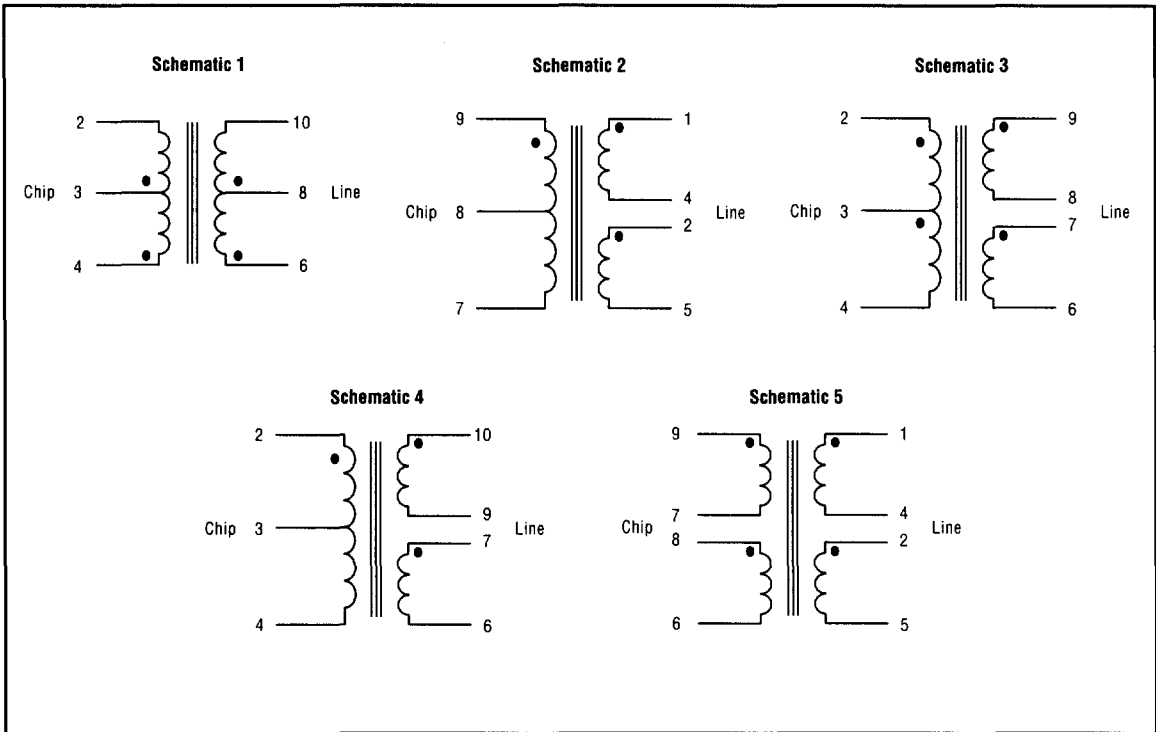 Schematic 1
2 10
Chip 3 8 Line
4 6
Schematic 2
9 1
4
Chip 8 Line
2
7 5
Schematic 3
2 9
8
Chip 3 Line
7
4 6
Schematic 4
2 10
9
Chip 3 Line
7
4 6
Schematic 5
9 1
7 4
Chip Line
8 2
6 5